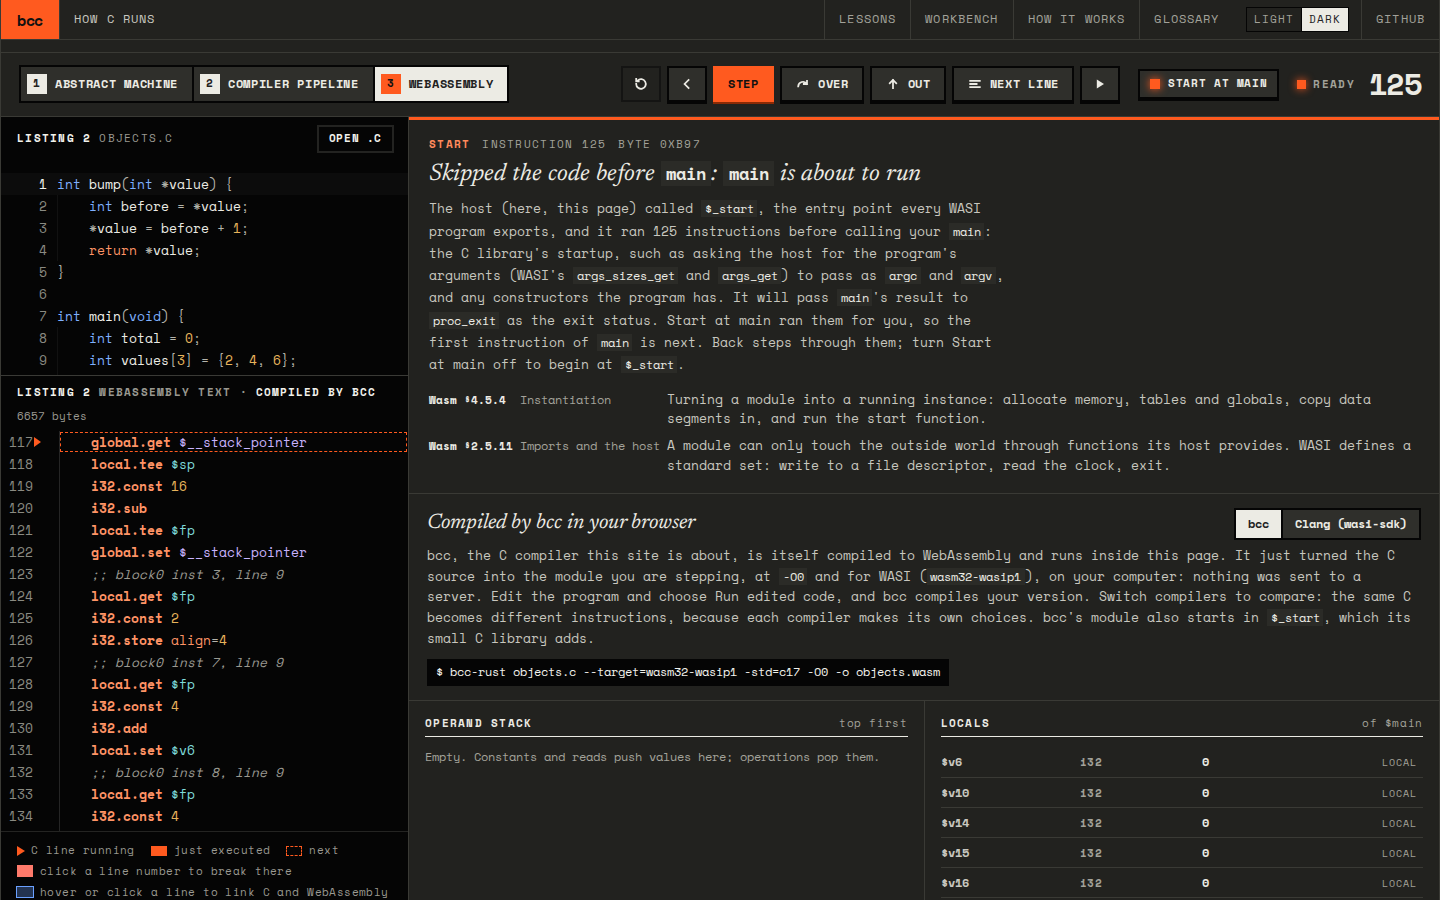 bcc HOW C RUNS LESSONS WORKBENCH HOW IT WORKS GLOSSARY LIGHT DARK GITHUB
1 ABSTRACT MACHINE 2 COMPILER PIPELINE 3 WEBASSEMBLY STEP OVER OUT NEXT LINE START AT MAIN READY 125
LISTING 2 OBJECTS.C OPEN .C
1 int bump(int *value) {
2 int before = *value;
3 *value = before + 1;
4 return *value;
5 }
6
7 int main(void) {
8 int total = 0;
9 int values[3] = {2, 4, 6};
LISTING 2 WEBASSEMBLY TEXT · COMPILED BY BCC
6657 bytes
117 global.get $__stack_pointer
118 local.tee $sp
119 i32.const 16
120 i32.sub
121 local.tee $fp
122 global.set $__stack_pointer
123 ;; block0 inst 3, line 9
124 local.get $fp
125 i32.const 2
126 i32.store align=4
127 ;; block0 inst 7, line 9
128 local.get $fp
129 i32.const 4
130 i32.add
131 local.set $v6
132 ;; block0 inst 8, line 9
133 local.get $fp
134 i32.const 4
C line running just executed next
click a line number to break there
hover or click a line to link C and WebAssembly
START INSTRUCTION 125 BYTE 0XB97
Skipped the code before main: main is about to run
The host (here, this page) called $_start, the entry point every WASI
program exports, and it ran 125 instructions before calling your main:
the C library's startup, such as asking the host for the program's
arguments (WASI's args_sizes_get and args_get) to pass as argc and argv,
and any constructors the program has. It will pass main's result to
proc_exit as the exit status. Start at main ran them for you, so the
first instruction of main is next. Back steps through them; turn Start
at main off to begin at $_start.
Wasm §4.5.4 Instantiation Turning a module into a running instance: allocate memory, tables and globals, copy data
segments in, and run the start function.
Wasm §2.5.11 Imports and the host A module can only touch the outside world through functions its host provides. WASI defines a
standard set: write to a file descriptor, read the clock, exit.
Compiled by bcc in your browser bcc Clang (wasi-sdk)
bcc, the C compiler this site is about, is itself compiled to WebAssembly and runs inside this page. It just turned the C
source into the module you are stepping, at -O0 and for WASI (wasm32-wasip1), on your computer: nothing was sent to a
server. Edit the program and choose Run edited code, and bcc compiles your version. Switch compilers to compare: the same C
becomes different instructions, because each compiler makes its own choices. bcc's module also starts in $_start, which its
small C library adds.
$ bcc-rust objects.c --target=wasm32-wasip1 -std=c17 -O0 -o objects.wasm
OPERAND STACK top first
Empty. Constants and reads push values here; operations pop them.
LOCALS of $main
$v6 i32 0 LOCAL
$v10 i32 0 LOCAL
$v14 i32 0 LOCAL
$v15 i32 0 LOCAL
$v16 i32 0 LOCAL